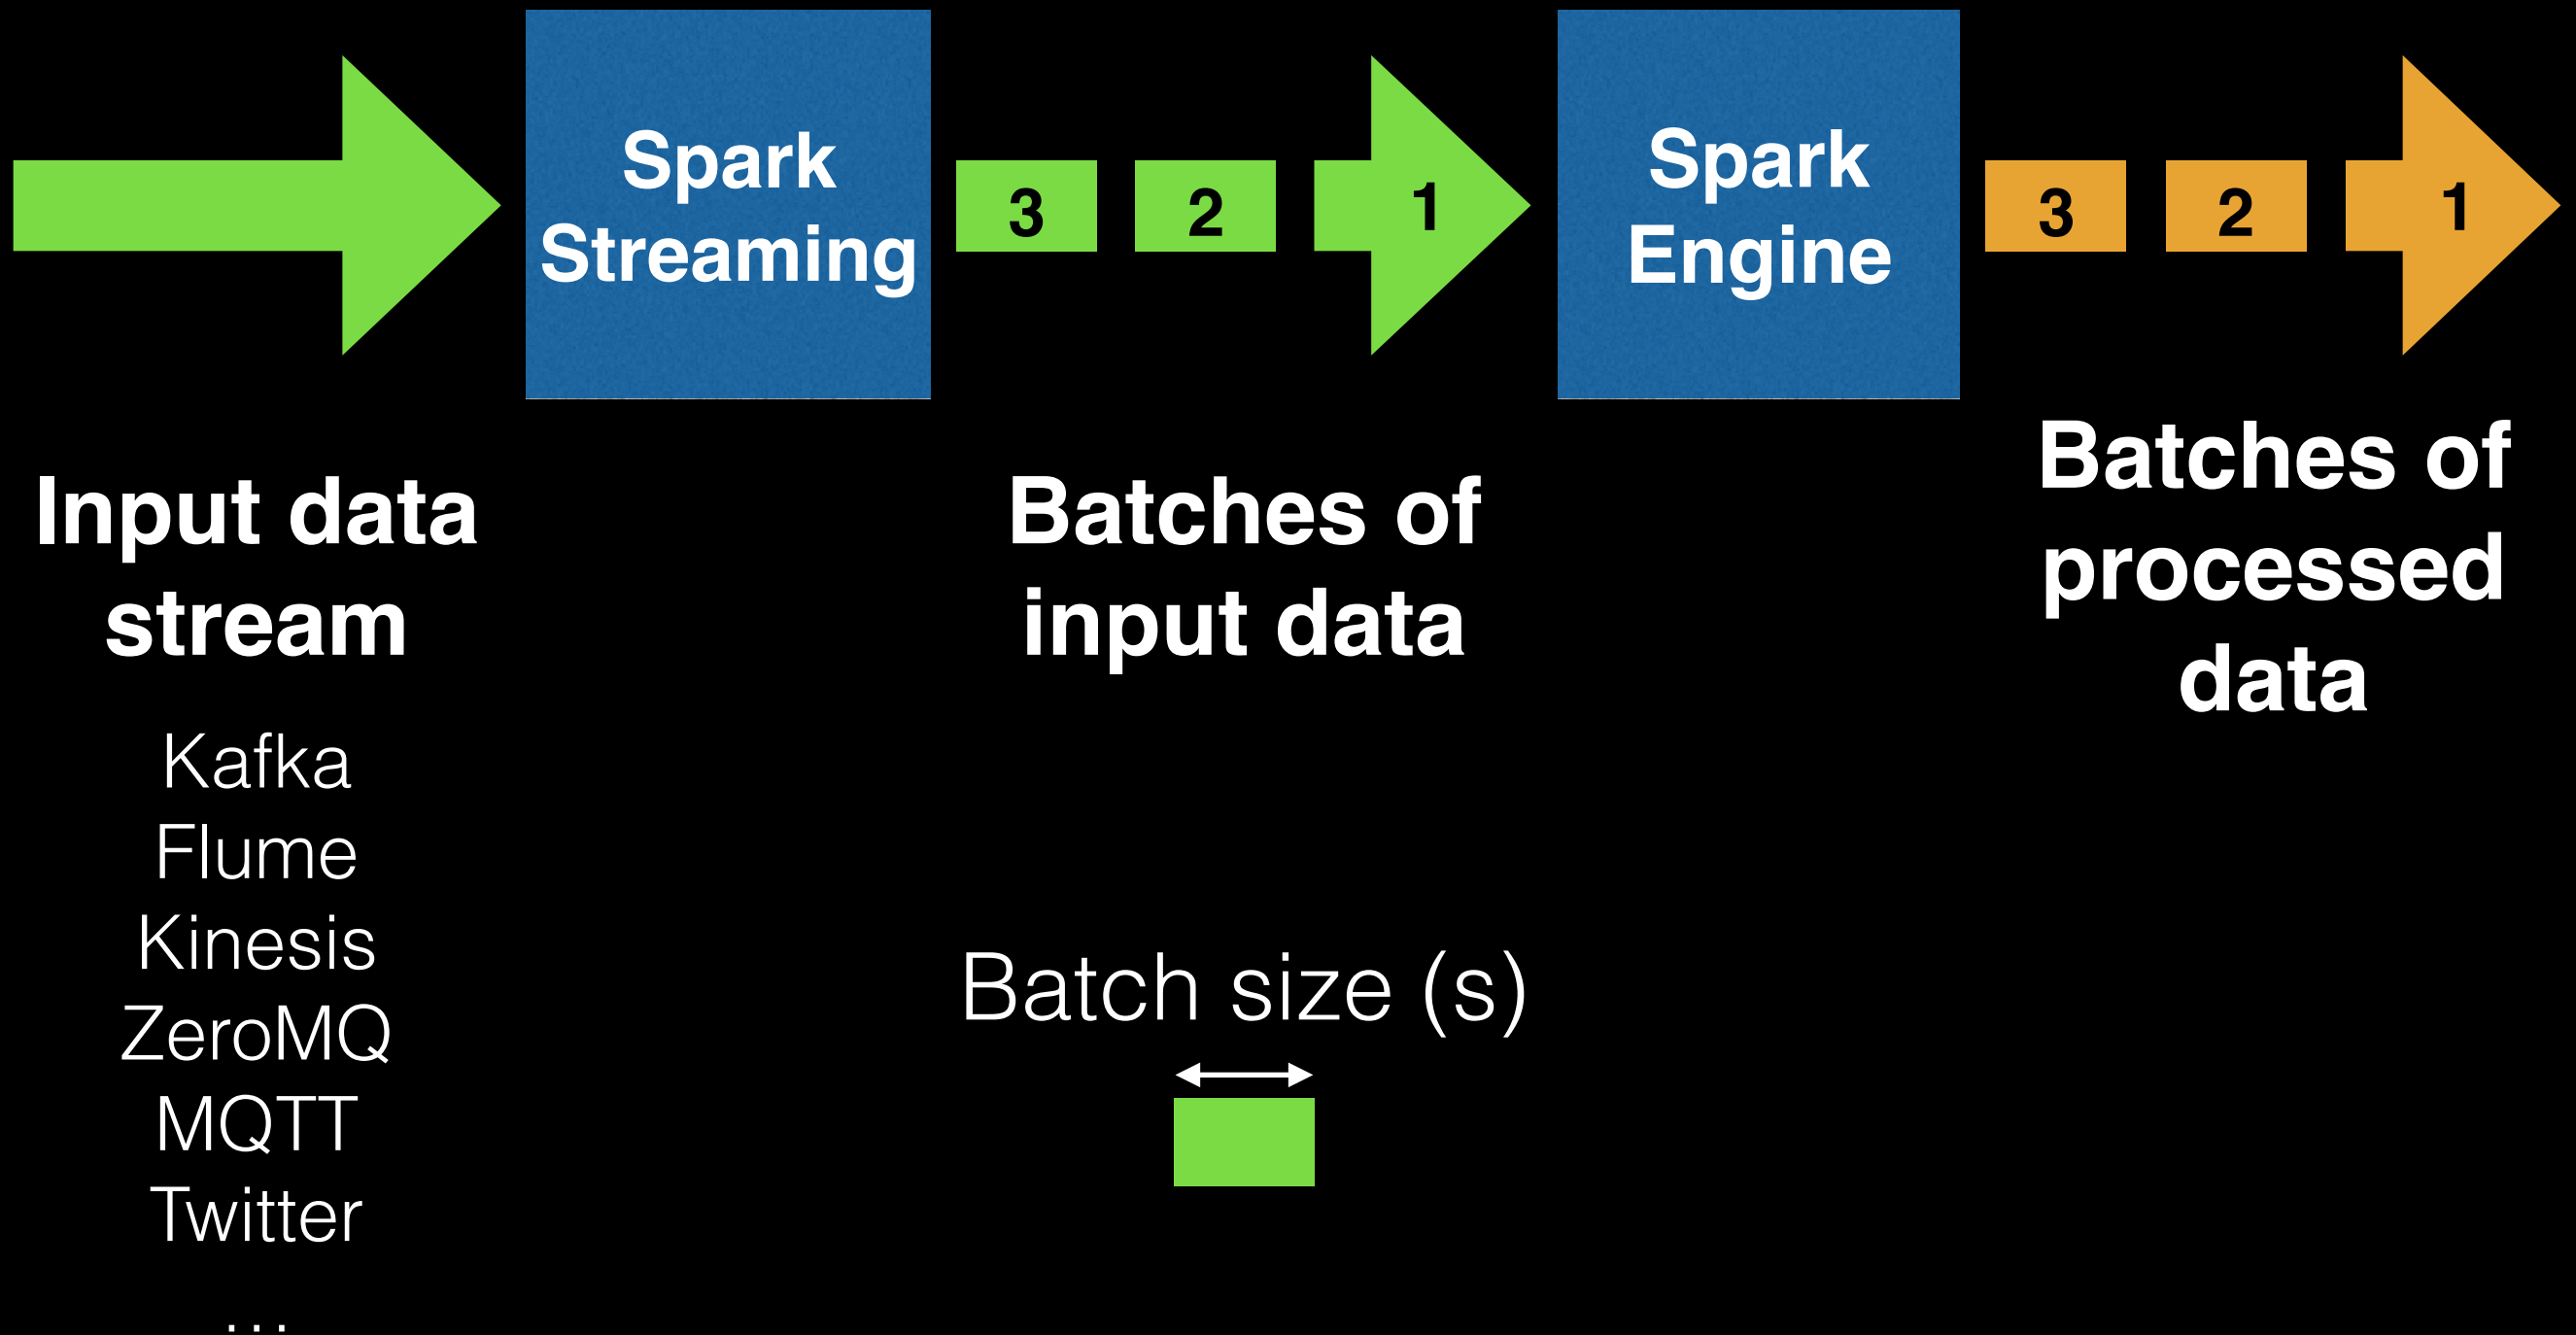 Spark
Streaming
3 2 1
Spark
Engine
3 2 1
Input data
stream
Kafka
Flume
Kinesis
ZeroMQ
MQTT
Twitter
...
Batches of
input data
Batch size (s)
Batches of
processed
data